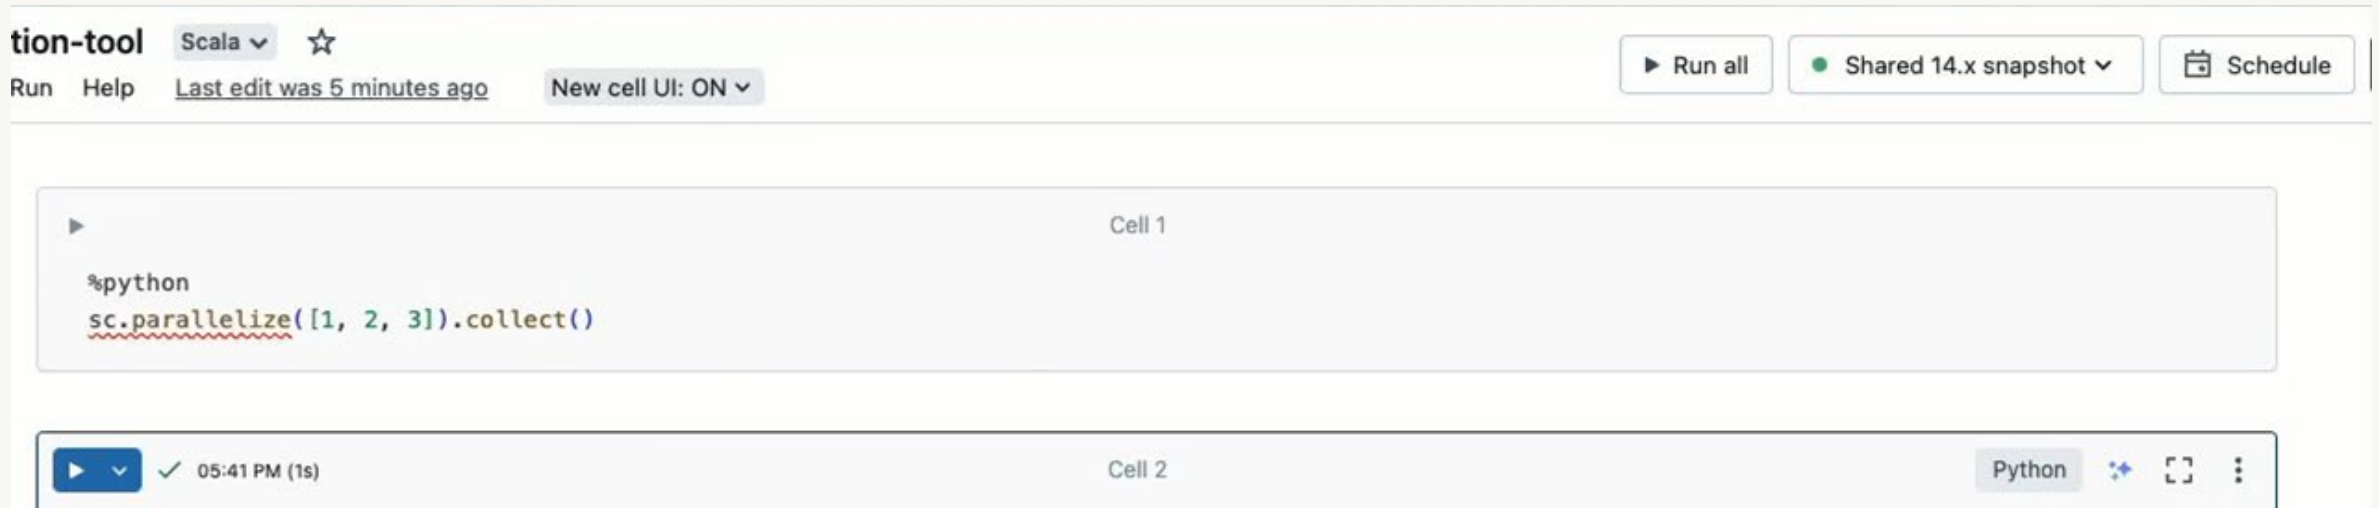 tion-tool Scala
Run Help Last edit was 5 minutes ago New cell UI: ON
Run all Shared 14.x snapshot Schedule
Cell 1
%python
sc.parallelize([1, 2, 3]).collect()
05:41 PM (1s) Cell 2 Python